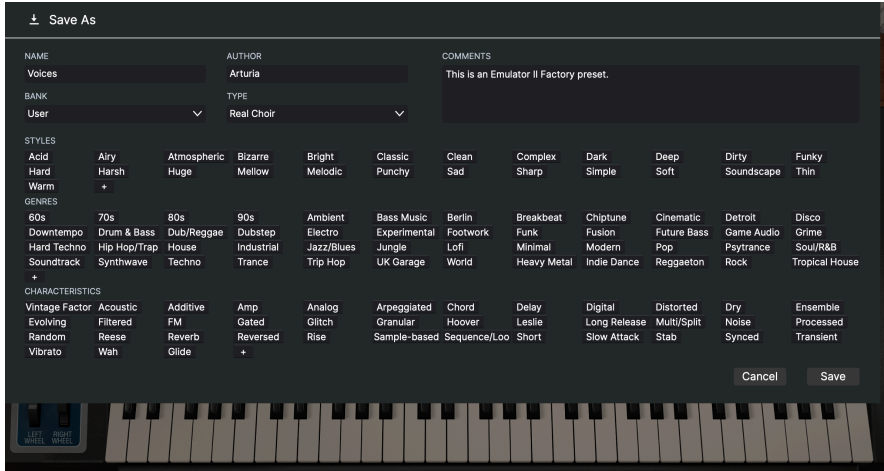 Save As
NAME AUTHOR COMMENTS
Voices Arturia This is an Emulator II Factory preset.
BANK TYPE
User Real Choir
STYLES
Acid Airy Atmospheric Bizarre Bright Classic Clean Complex Dark Deep Dirty Funky
Hard Harsh Huge Mellow Melodic Punchy Sad Sharp Simple Soft Soundscape Thin
Warm +
GENRES
60s 70s 80s 90s Ambient Bass Music Berlin Breakbeat Chiptune Cinematic Detroit Disco
Downtempo Drum & Bass Dub/Reggae Dubstep Electro Experimental Footwork Funk Fusion Future Bass Game Audio Grime
Hard Techno Hip Hop/Trap House Industrial Jazz/Blues Jungle Lofi Minimal Modern Pop Psytrance Soul/R&B
Soundtrack Synthwave Techno Trance Trip Hop UK Garage World Heavy Metal Indie Dance Reggaeton Rock Tropical House
+
CHARACTERISTICS
Vintage Factor Acoustic Additive Amp Analog Arpeggiated Chord Delay Digital Distorted Dry Ensemble
Evolving Filtered FM Gated Glitch Granular Hoover Leslie Long Release Multi/Split Noise Processed
Random Reese Reverb Reversed Rise Sample-based Sequence/Loo Short Slow Attack Stab Synced Transient
Vibrato Wah Glide +
Cancel Save
LEFT WHEEL RIGHT WHEEL